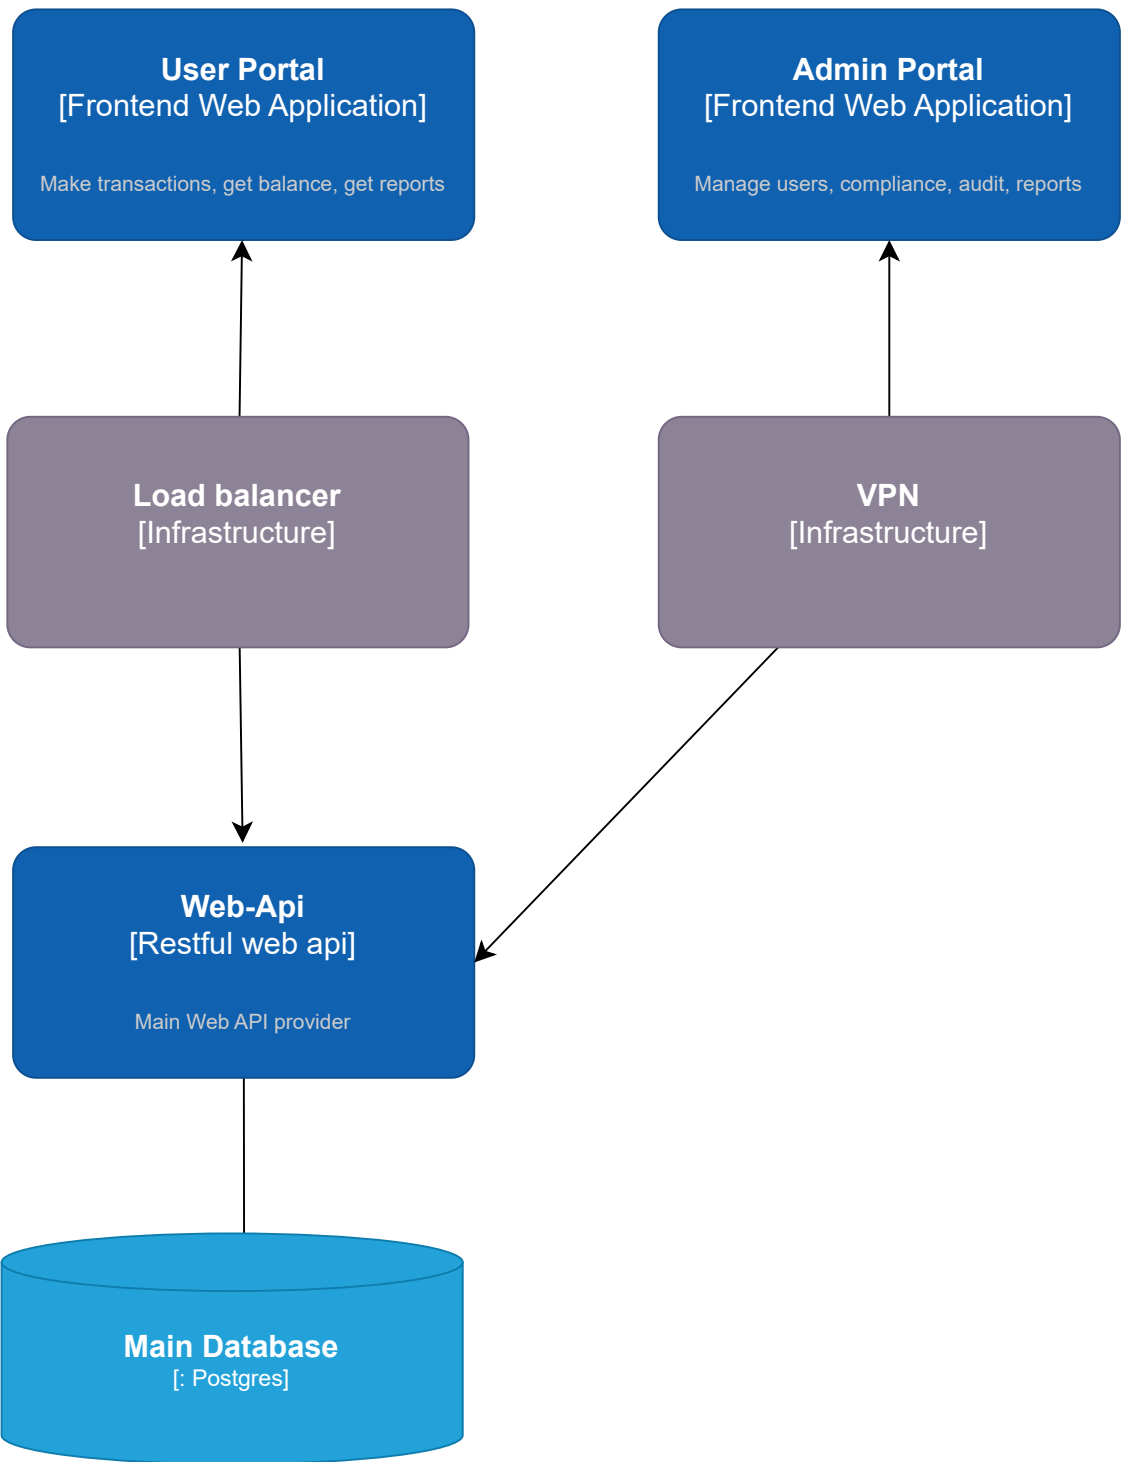 User Portal
[Frontend Web Application]
Make transactions, get balance, get reports
Admin Portal
[Frontend Web Application]
Manage users, compliance, audit, reports
Load balancer
[Infrastructure]
VPN
[Infrastructure]
Web-Api
[Restful web api]
Main Web API provider
Main Database
[: Postgres]